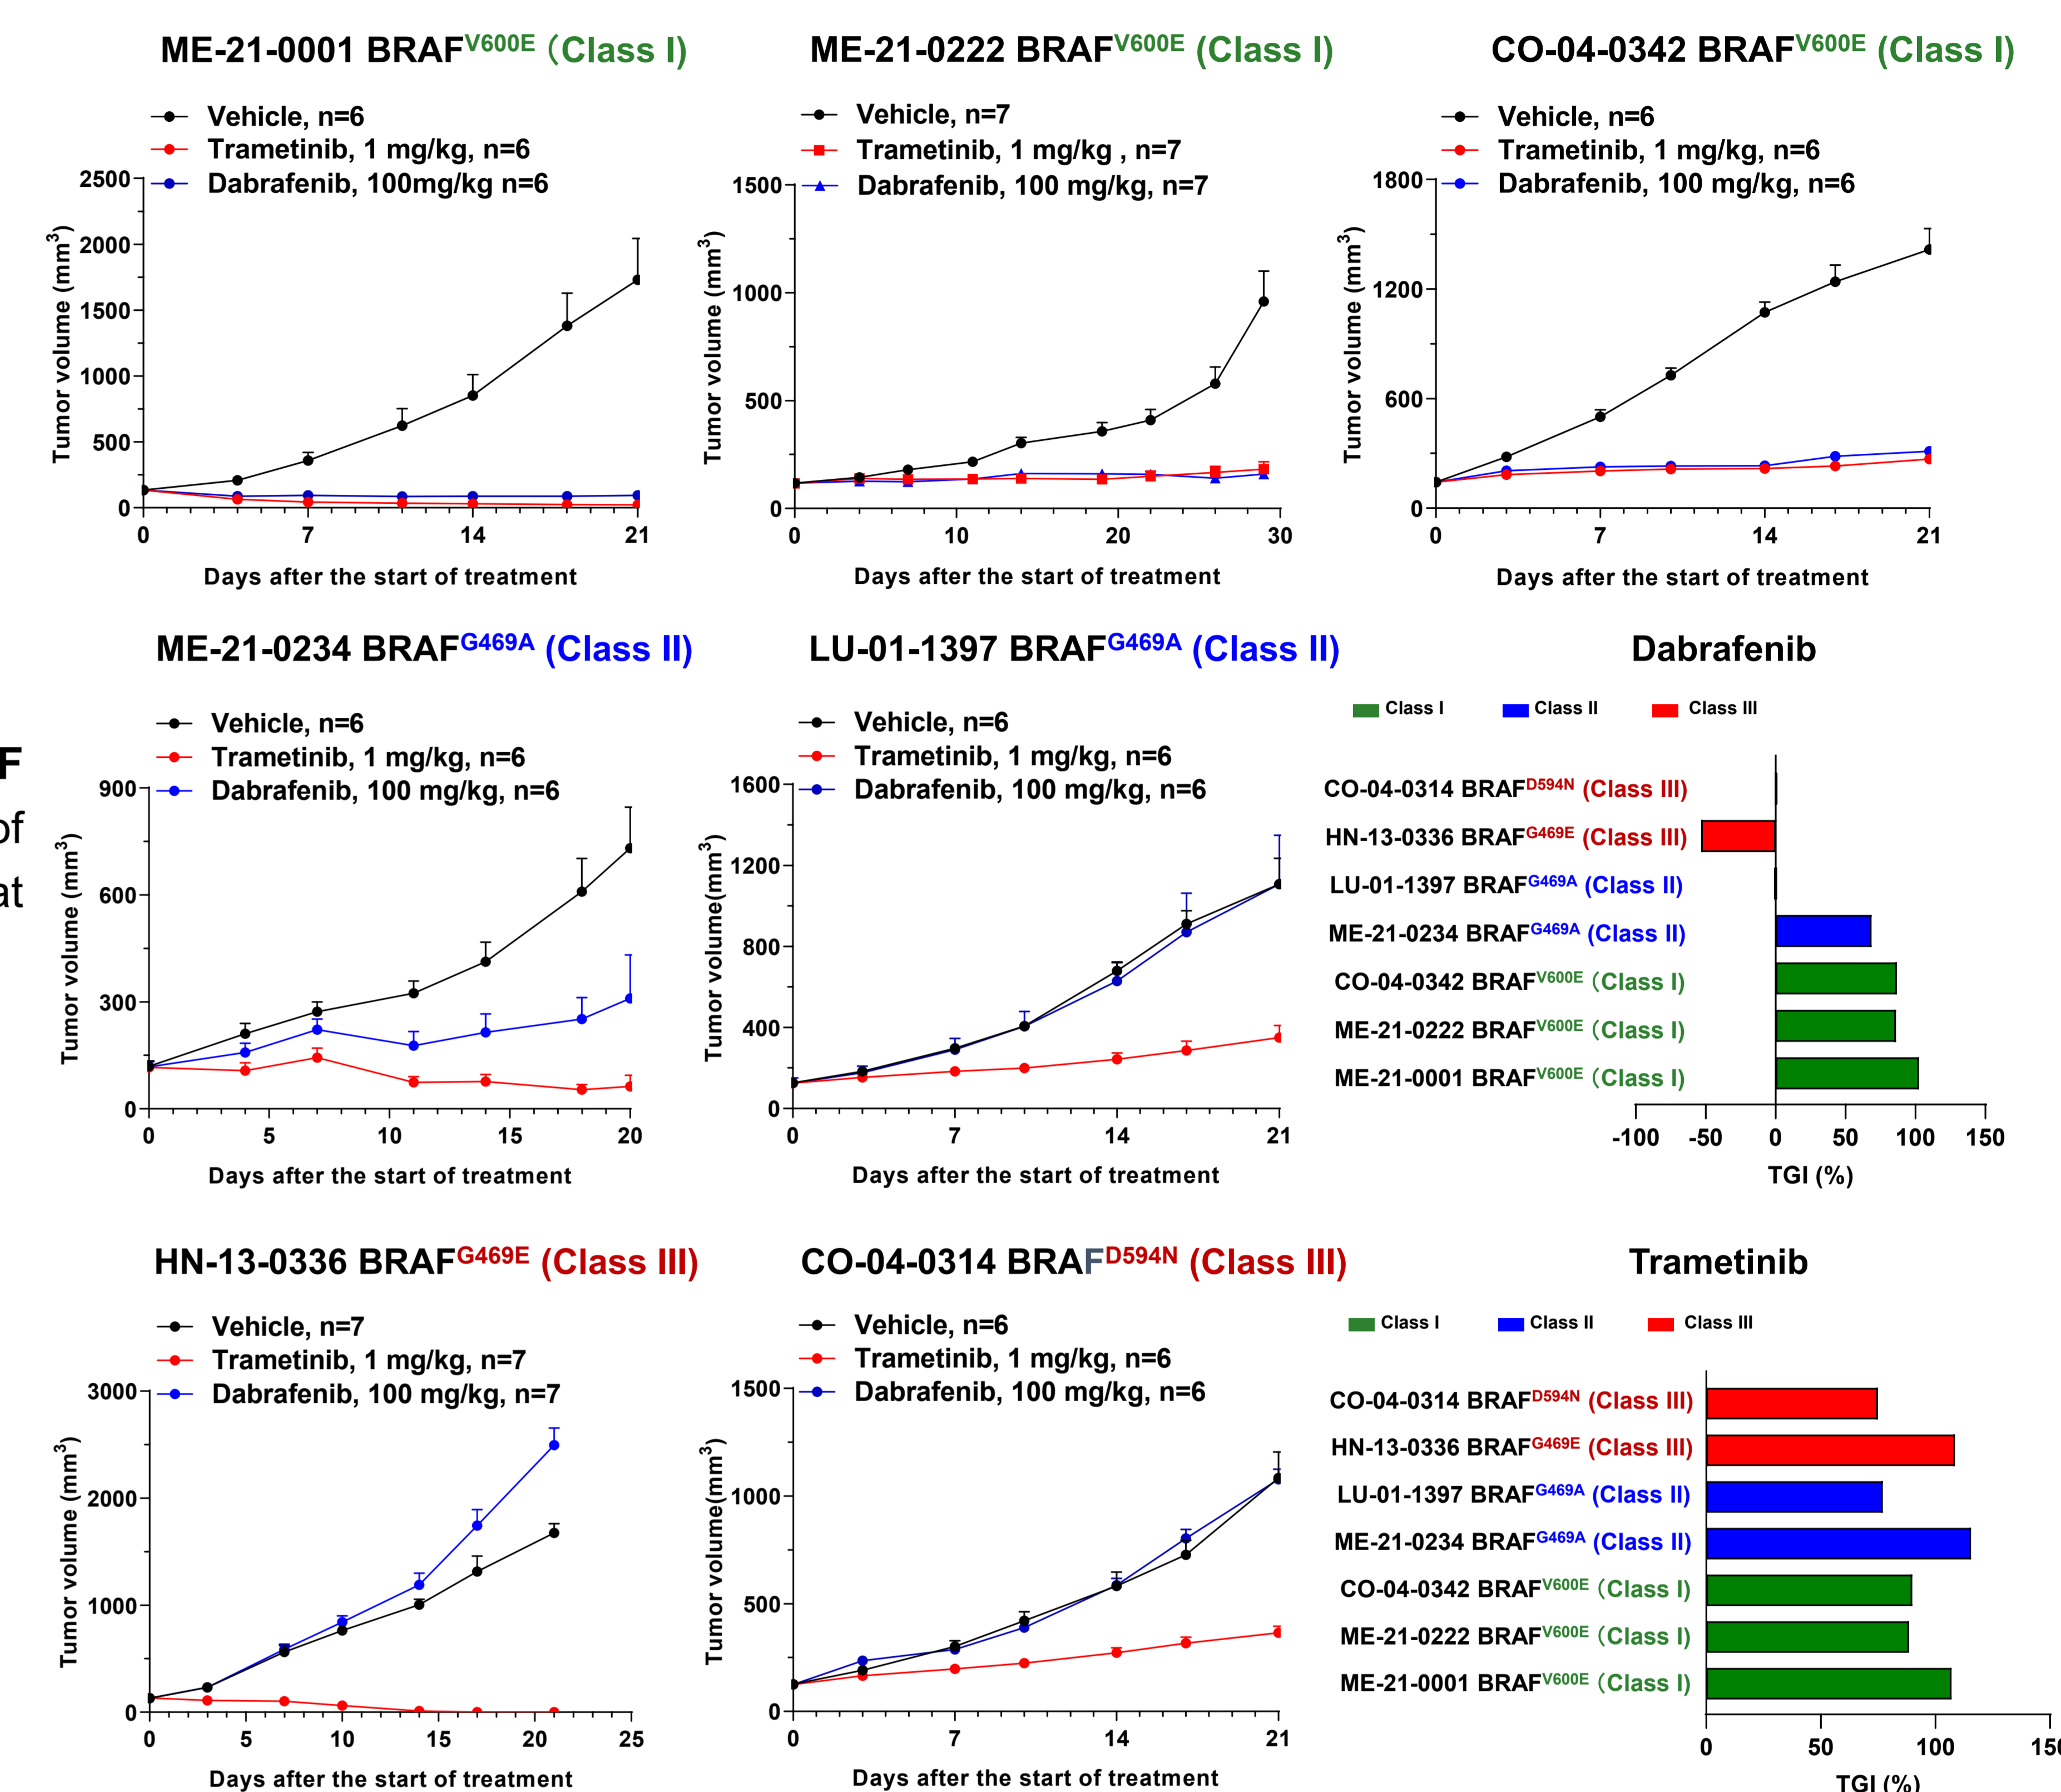 ME-21-0001 BRAFV600E (Class I)
Vehicle, n=6
Trametinib, 1 mg/kg, n=6
Dabrafenib, 100mg/kg n=6
Tumor volume (mm3)
2500
2000
1500
1000
500
0
0 7 14 21
Days after the start of treatment
ME-21-0222 BRAFV600E (Class I)
Vehicle, n=7
Trametinib, 1 mg/kg , n=7
Dabrafenib, 100 mg/kg, n=7
Tumor volume (mm3)
1500
1000
500
0
0 10 20 30
Days after the start of treatment
CO-04-0342 BRAFV600E (Class I)
Vehicle, n=6
Trametinib, 1 mg/kg, n=6
Dabrafenib, 100 mg/kg, n=6
Tumor volume (mm3)
1800
1200
600
0
0 7 14 21
Days after the start of treatment
F
of
at
ME-21-0234 BRAFG469A (Class II)
Vehicle, n=6
Trametinib, 1 mg/kg, n=6
Dabrafenib, 100 mg/kg, n=6
Tumor volume (mm3)
900
600
300
0
0 5 10 15 20
Days after the start of treatment
LU-01-1397 BRAFG469A (Class II)
Vehicle, n=6
Trametinib, 1 mg/kg, n=6
Dabrafenib, 100 mg/kg, n=6
Tumor volume(mm3)
1600
1200
800
400
0
0 7 14 21
Days after the start of treatment
Dabrafenib
Class I Class II Class III
CO-04-0314 BRAFD594N (Class III)
HN-13-0336 BRAFG469E (Class III)
LU-01-1397 BRAFG469A (Class II)
ME-21-0234 BRAFG469A (Class II)
CO-04-0342 BRAFV600E (Class I)
ME-21-0222 BRAFV600E (Class I)
ME-21-0001 BRAFV600E (Class I)
-100 -50 0 50 100 150
TGI (%)
HN-13-0336 BRAFG469E (Class III)
Vehicle, n=7
Trametinib, 1 mg/kg, n=7
Dabrafenib, 100 mg/kg, n=7
Tumor volume (mm3)
3000
2000
1000
0
0 5 10 15 20 25
Days after the start of treatment
CO-04-0314 BRAFD594N (Class III)
Vehicle, n=6
Trametinib, 1 mg/kg, n=6
Dabrafenib, 100 mg/kg, n=6
Tumor volume(mm3)
1500
1000
500
0
0 7 14 21
Days after the start of treatment
Trametinib
Class I Class II Class III
CO-04-0314 BRAFD594N (Class III)
HN-13-0336 BRAFG469E (Class III)
LU-01-1397 BRAFG469A (Class II)
ME-21-0234 BRAFG469A (Class II)
CO-04-0342 BRAFV600E (Class I)
ME-21-0222 BRAFV600E (Class I)
ME-21-0001 BRAFV600E (Class I)
0 50 100 150
TGI (%)